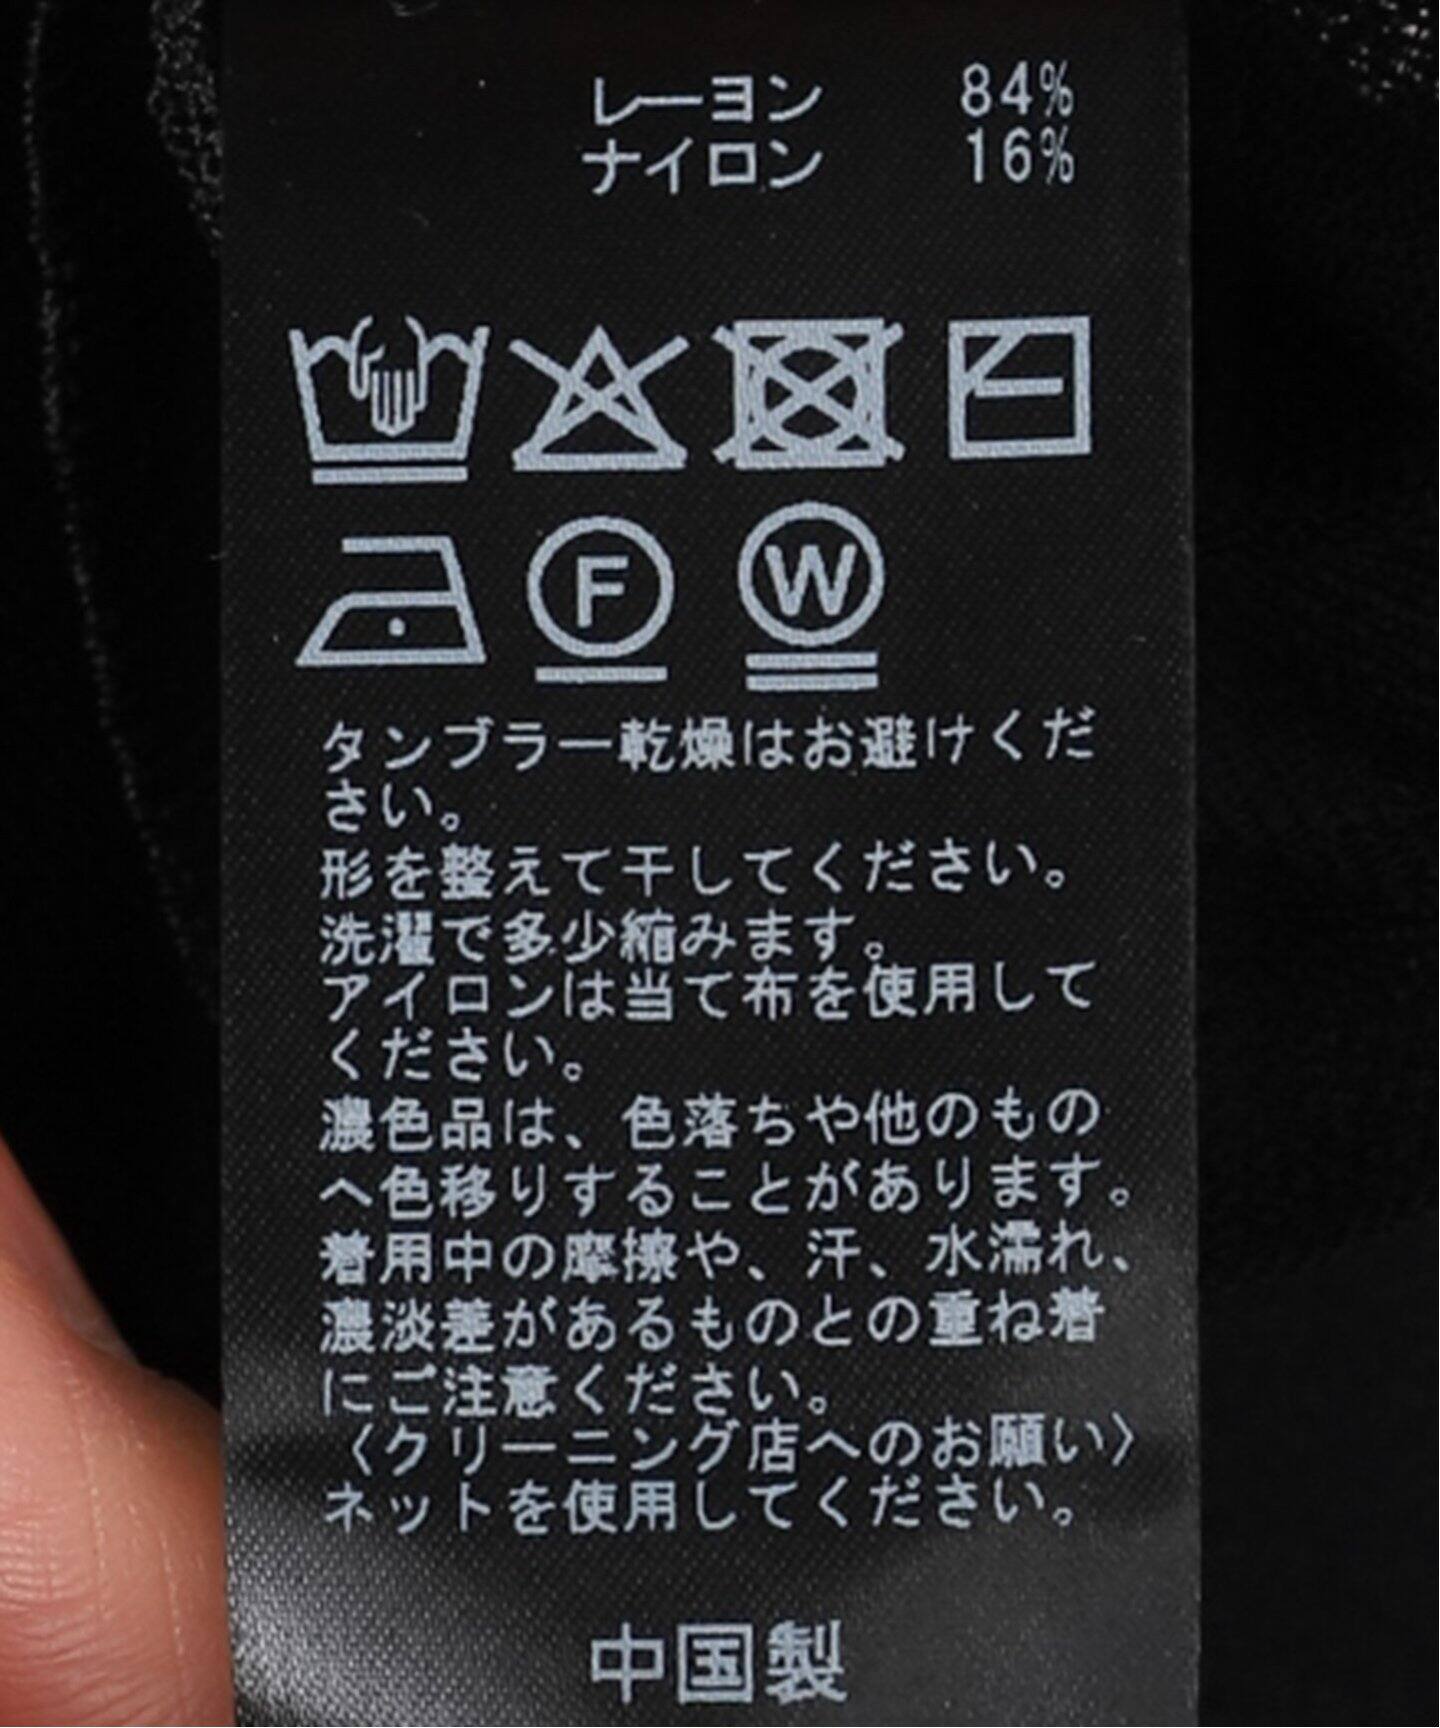 レーヨン 84%
ナイロン 16%
F W
タンブラー乾燥はお避けくだ
さい。
形を整えて干してください。
洗濯で多少縮みます。
アイロンは当て布を使用して
ください。
濃色品は、色落ちや他のもの
へ色移りすることがあります。
着用中の摩擦や、汗、水濡れ、
濃淡差があるものとの重ね着
にご注意ください。
〈クリーニング店へのお願い〉
ネットを使用してください。
中国製